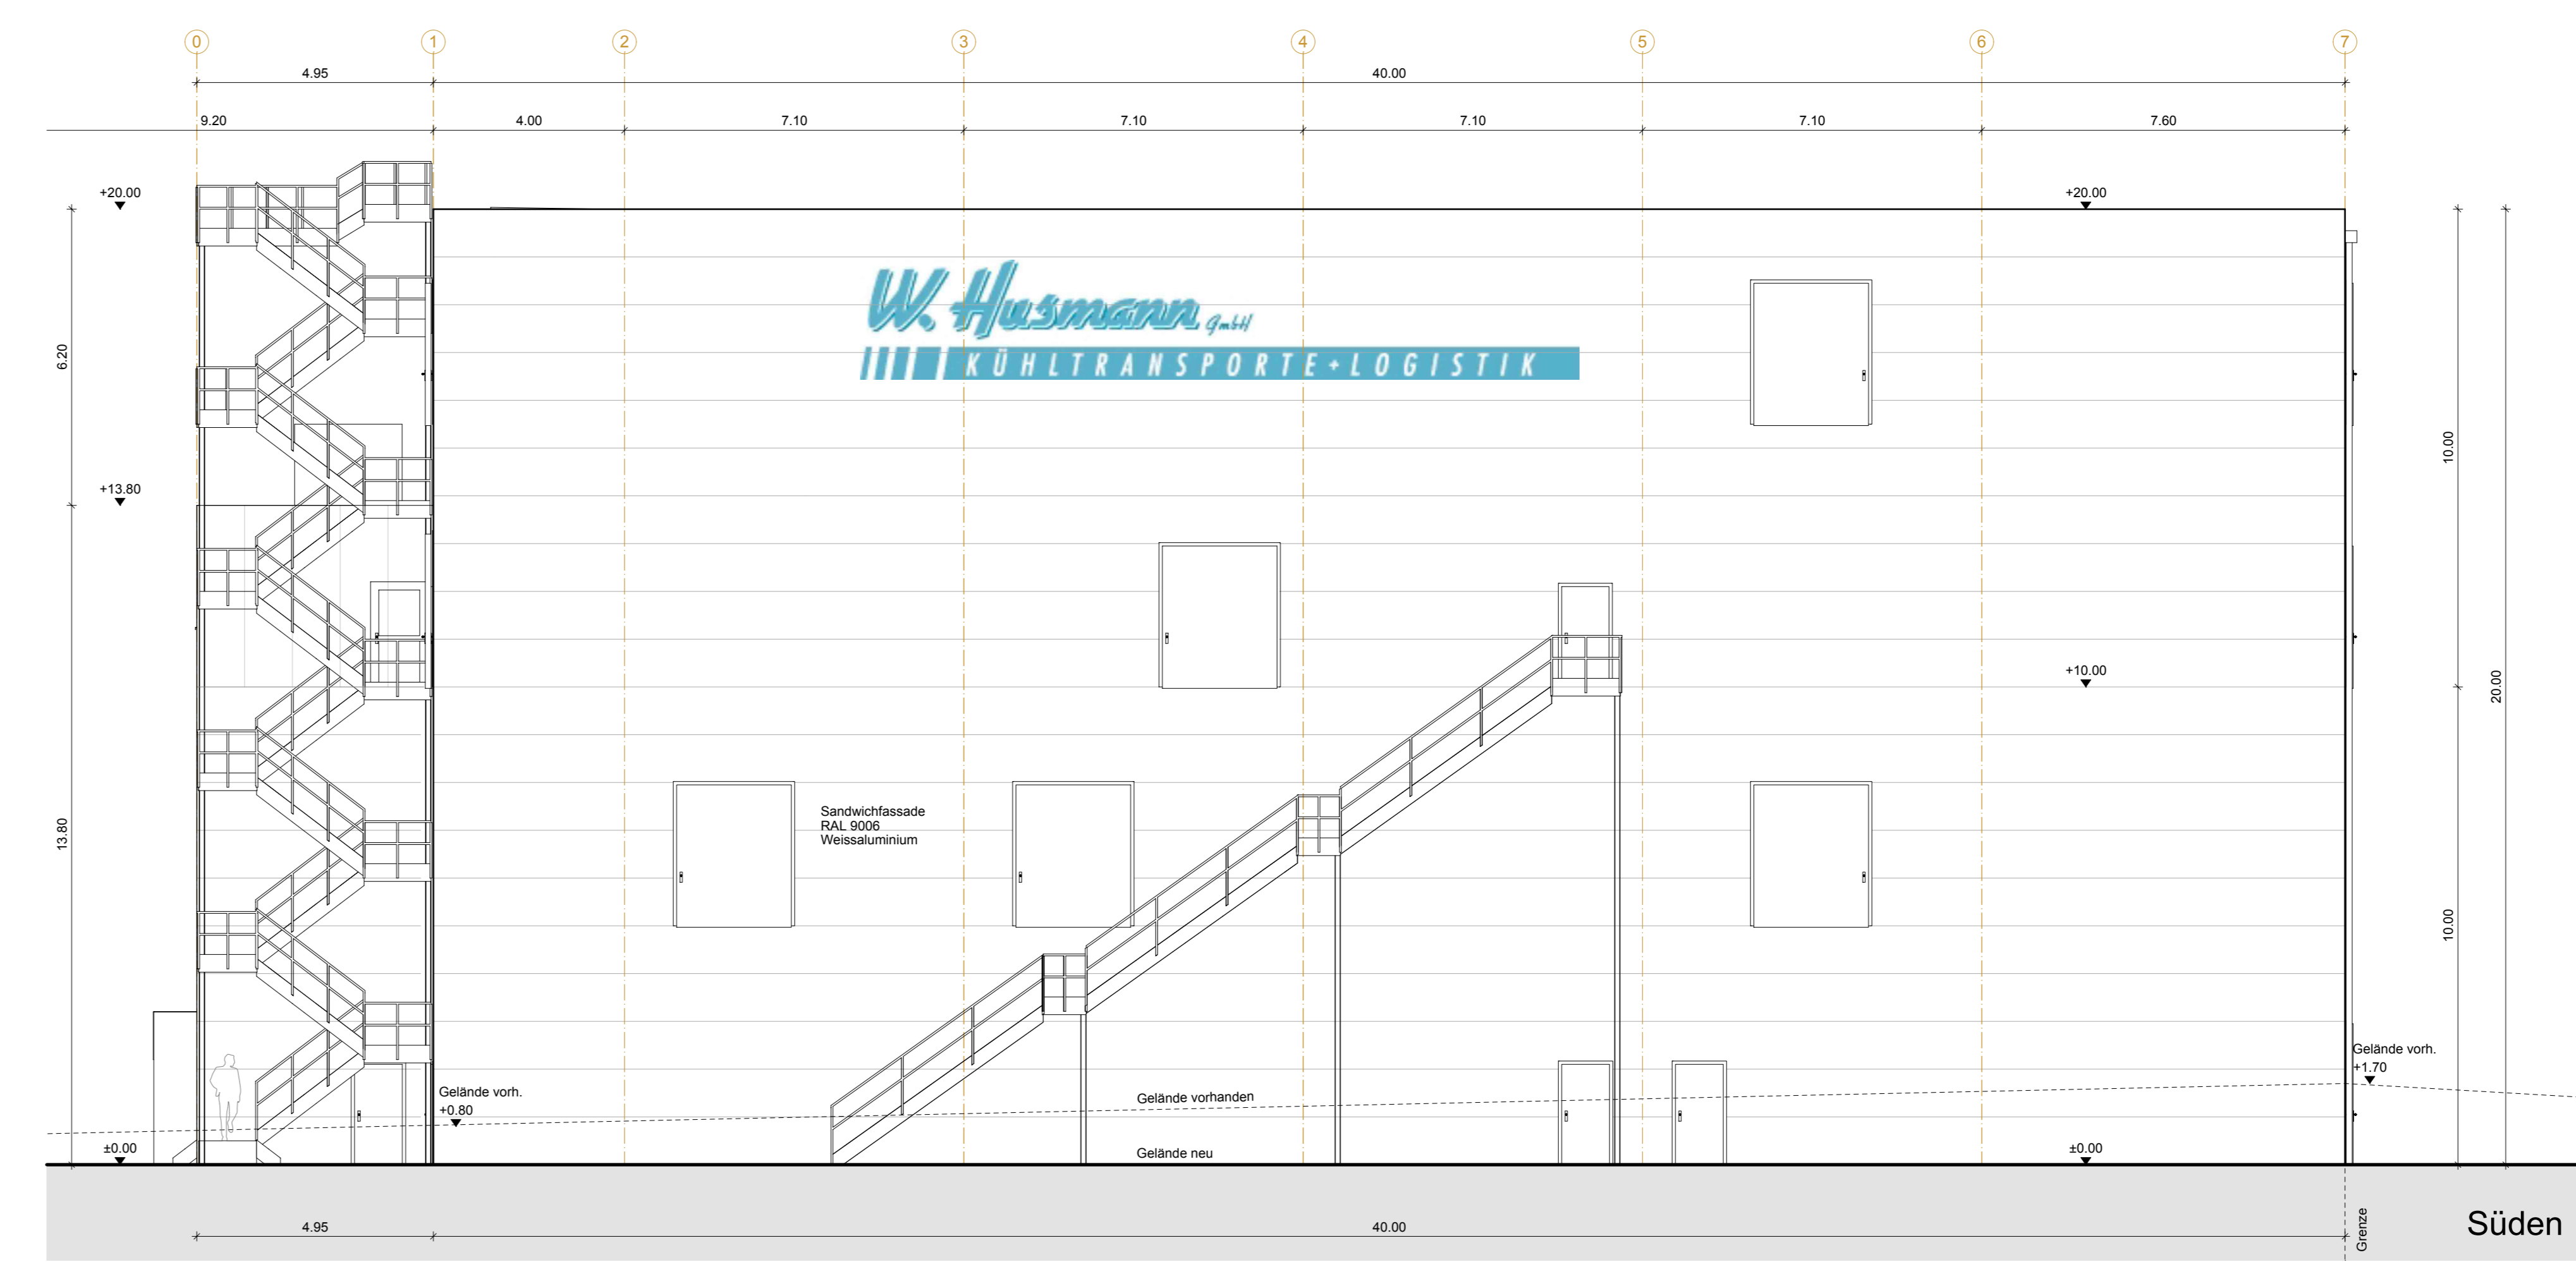 0 1 2 3 4 5 6 7
4.95 40.00
9.20 4.00 7.10 7.10 7.10 7.10 7.60
+20.00 +20.00
W. Husmann GmbH
KÜHLTRANSPORTE+LOGISTIK
6.20
+13.80
10.00
+10.00
20.00
13.80
Sandwichfassade
RAL 9006
Weissaluminium
10.00
Gelände vorh.
+1.70
Gelände vorh.
+0.80
Gelände vorhanden
±0.00 Gelände neu ±0.00
4.95 40.00
Grenze
Süden